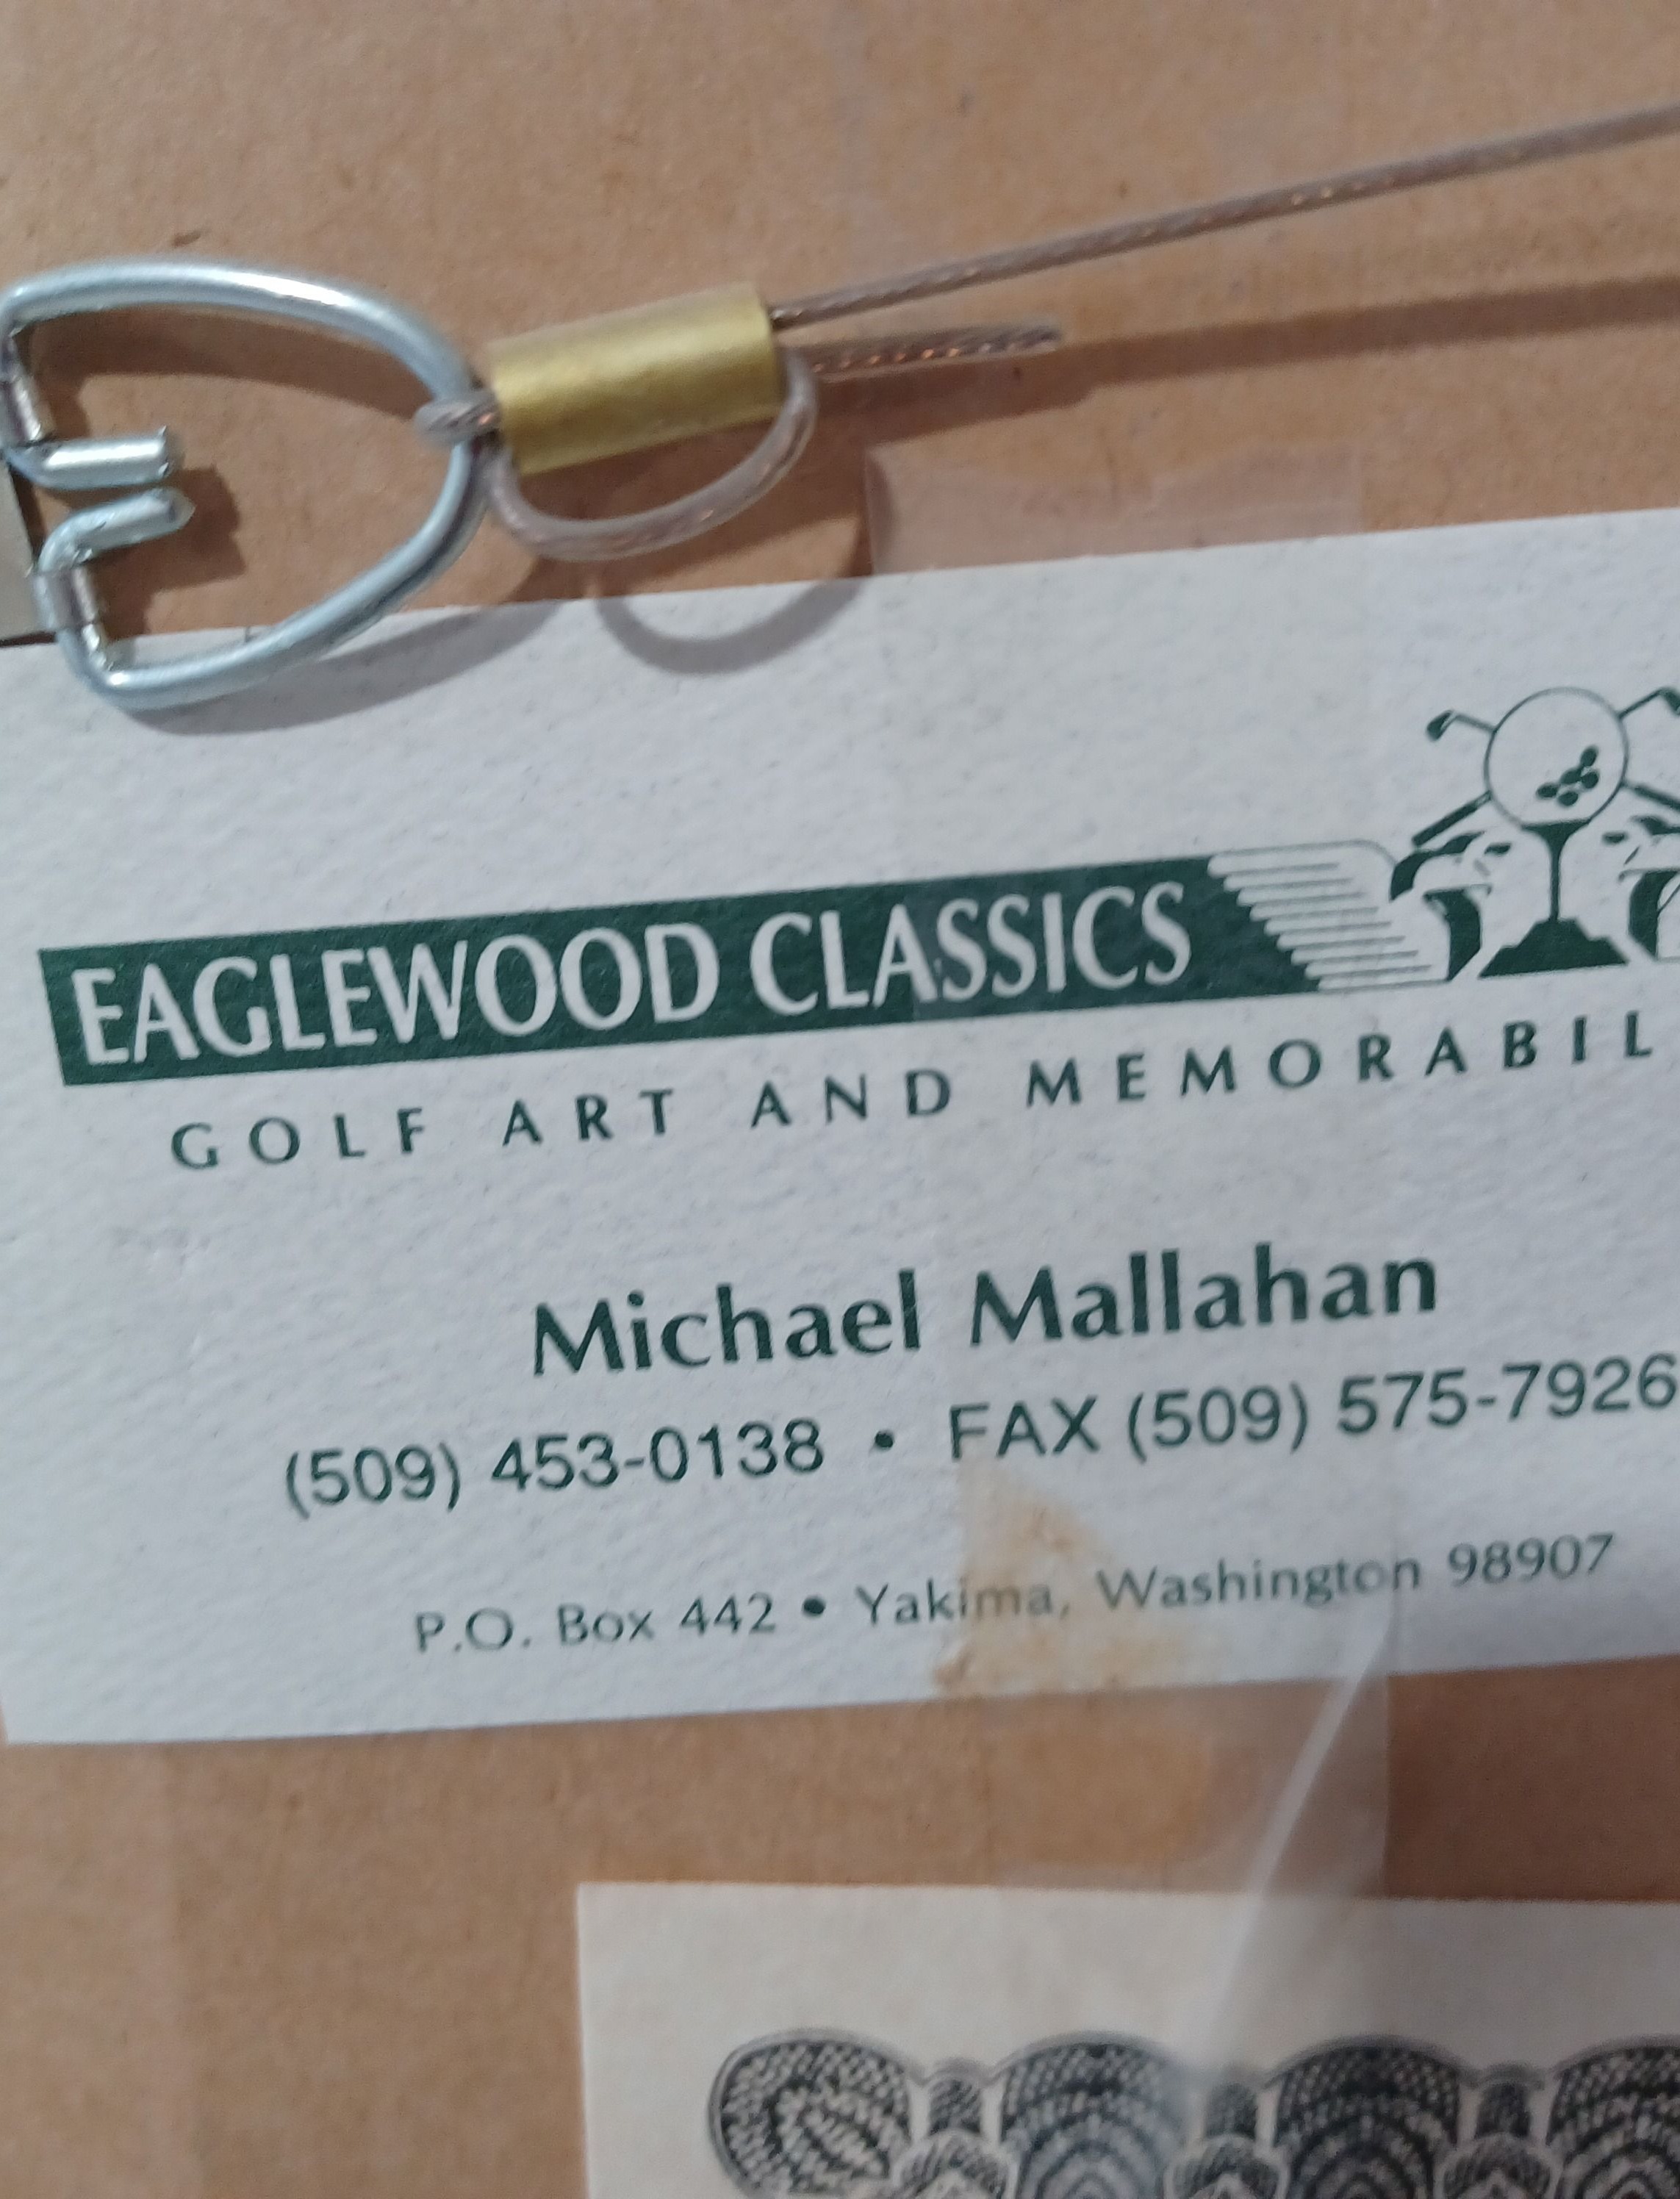 EAGLEWOOD CLASSICS
GOLF ART AND MEMORABIL
Michael Mallahan
(509) 453-0138 • FAX (509) 575-7926
P.O. Box 442 • Yakima, Washington 98907